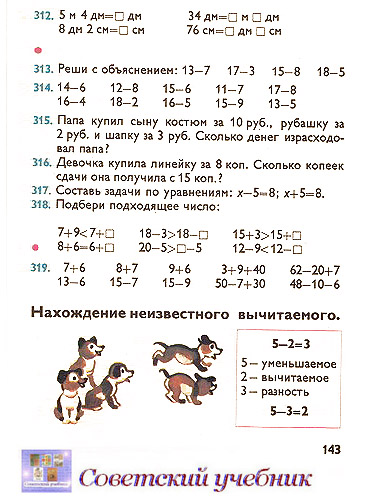 312. 5 м 4 дм=□ дм 34 дм=□ м □ дм
8 дм 2 см=□ см 76 см=□ дм □ см
313. Реши с объяснением: 13–7 17–3 15–8 18–5
314. 14–6 12–8 15–6 11–7 17–8
16–4 18–2 16–5 15–9 13–5
315. Папа купил сыну костюм за 10 руб., рубашку за
2 руб. и шапку за 3 руб. Сколько денег израсходо-
вал папа?
316. Девочка купила линейку за 8 коп. Сколько копеек
сдачи она получила с 15 коп.?
317. Составь задачи по уравнениям: x–5=8; x+5=8.
318. Подбери подходящее число:
7+9<7+□ 18–3>18–□ 15+3>15+□
8+6=6+□ 20–5>□–5 12–9<12–□
319. 7+6 8+7 9+6 3+9+40 62–20+7
13–6 15–7 15–9 50–7+30 48–10–6
Нахождение неизвестного вычитаемого.
5–2=3
5 – уменьшаемое
2 – вычитаемое
3 – разность
5–3=2
143
Советский учебник